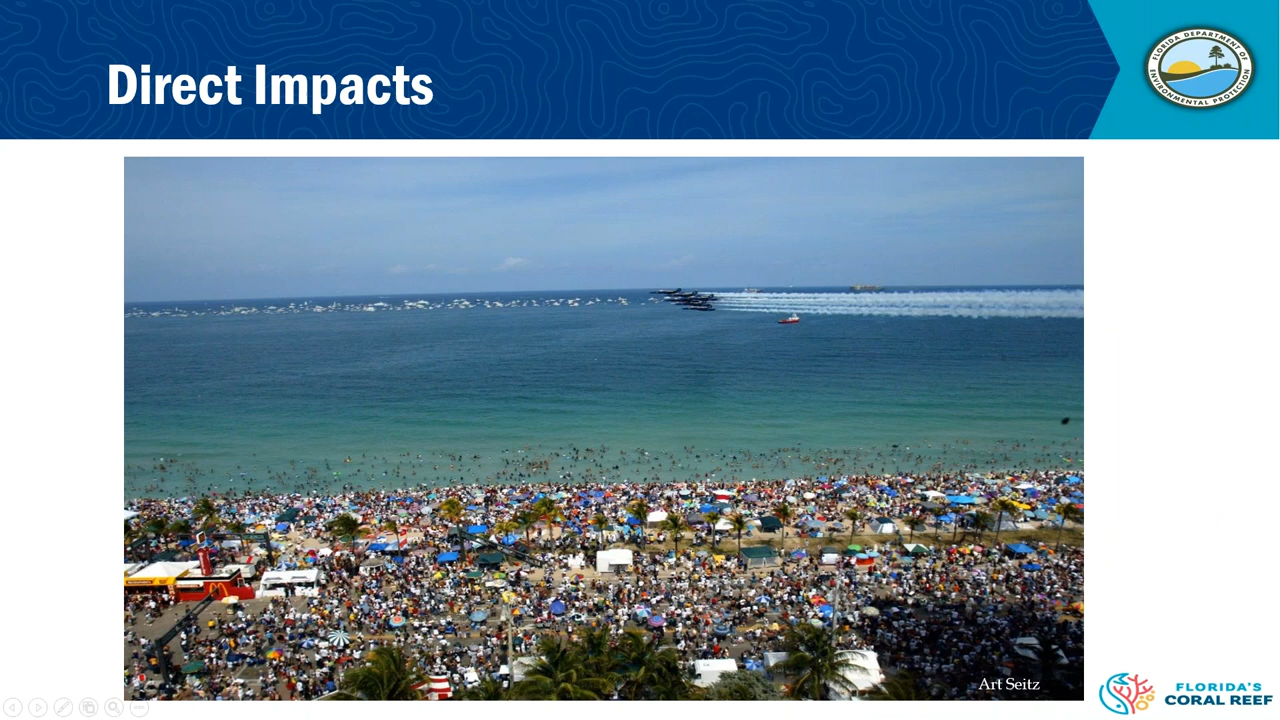 Direct Impacts
FLORIDA DEPARTMENT OF
ENVIRONMENTAL PROTECTION
Art Seitz
FLORIDA'S
CORAL REEF